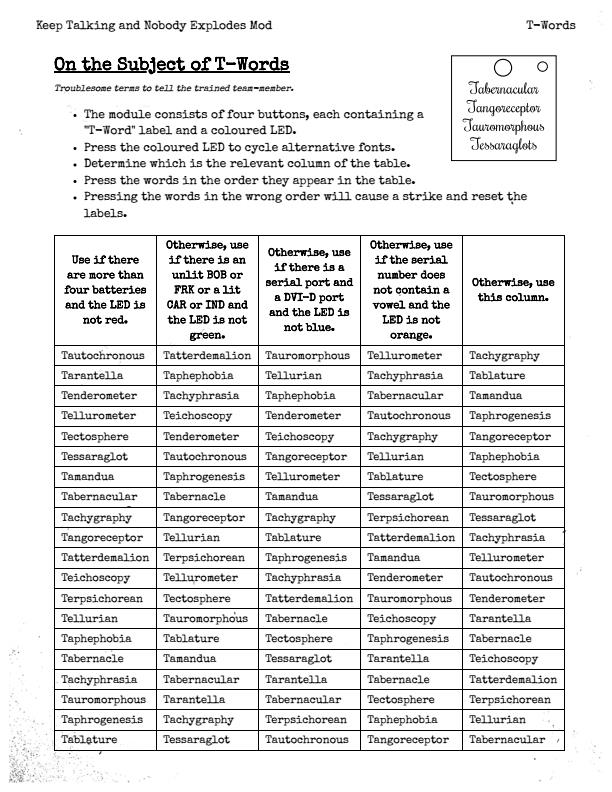 Keep Talking and Nobody Explodes Mod T-Words
On the Subject of T-Words
Troublesome terms to tell the trained team-member.
Tabernacular
Tangoreceptor
Tauromorphous
Tessaraglots
• The module consists of four buttons, each containing a
"T-Word" label and a coloured LED.
• Press the coloured LED to cycle alternative fonts.
• Determine which is the relevant column of the table.
• Press the words in the order they appear in the table.
• Pressing the words in the wrong order will cause a strike and reset the
labels.
Use if there
are more than
four batteries
and the LED is
not red.
Otherwise, use
if there is an
unlit BOB or
FRK or a lit
CAR or IND and
the LED is not
green.
Otherwise, use
if there is a
serial port and
a DVI-D port
and the LED is
not blue.
Otherwise, use
if the serial
number does
not contain a
vowel and the
LED is not
orange.
Otherwise, use
this column.
Tautochronous Tatterdemalion Tauromorphous Tellurometer Tachygraphy
Tarantella Taphephobia Tellurian Tachyphrasia Tablature
Tenderometer Tachyphrasia Taphephobia Tabernacular Tamandua
Tellurometer Teichoscopy Tenderometer Tautochronous Taphrogenesis
Tectosphere Tenderometer Teichoscopy Tachygraphy Tangoreceptor
Tessaraglot Tautochronous Tangoreceptor Tellurian Taphephobia
Tamandua Taphrogenesis Tellurometer Tablature Tectosphere
Tabernacular Tabernacle Tamandua Tessaraglot Tauromorphous
Tachygraphy Tangoreceptor Tachygraphy Terpsichorean Tessaraglot
Tangoreceptor Tellurian Tablature Tatterdemalion Tachyphrasia
Tatterdemalion Terpsichorean Taphrogenesis Tamandua Tellurometer
Teichoscopy Tellurometer Tachyphrasia Tenderometer Tautochronous
Terpsichorean Tectosphere Tatterdemalion Tauromorphous Tenderometer
Tellurian Tauromorphous Tabernacle Teichoscopy Tarantella
Taphephobia Tablature Tectosphere Taphrogenesis Tabernacle
Tabernacle Tamandua Tessaraglot Tarantella Teichoscopy
Tachyphrasia Tabernacular Tarantella Tabernacle Tatterdemalion
Tauromorphous Tarantella Tabernacular Tectosphere Terpsichorean
Taphrogenesis Tachygraphy Terpsichorean Taphephobia Tellurian
Tablature Tessaraglot Tautochronous Tangoreceptor Tabernacular